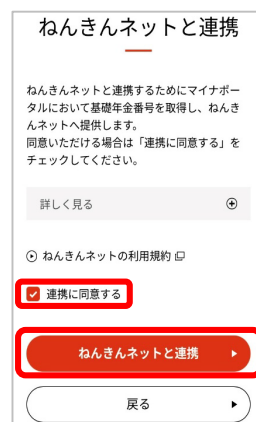 ねんきんネットと連携
ねんきんネットと連携するためにマイナポー
タルにおいて基礎年金番号を取得し、ねんき
んネットへ提供します。
同意いただける場合は「連携に同意する」を
チェックしてください。
詳しく見る
ねんきんネットの利用規約
連携に同意する
ねんきんネットと連携
戻る